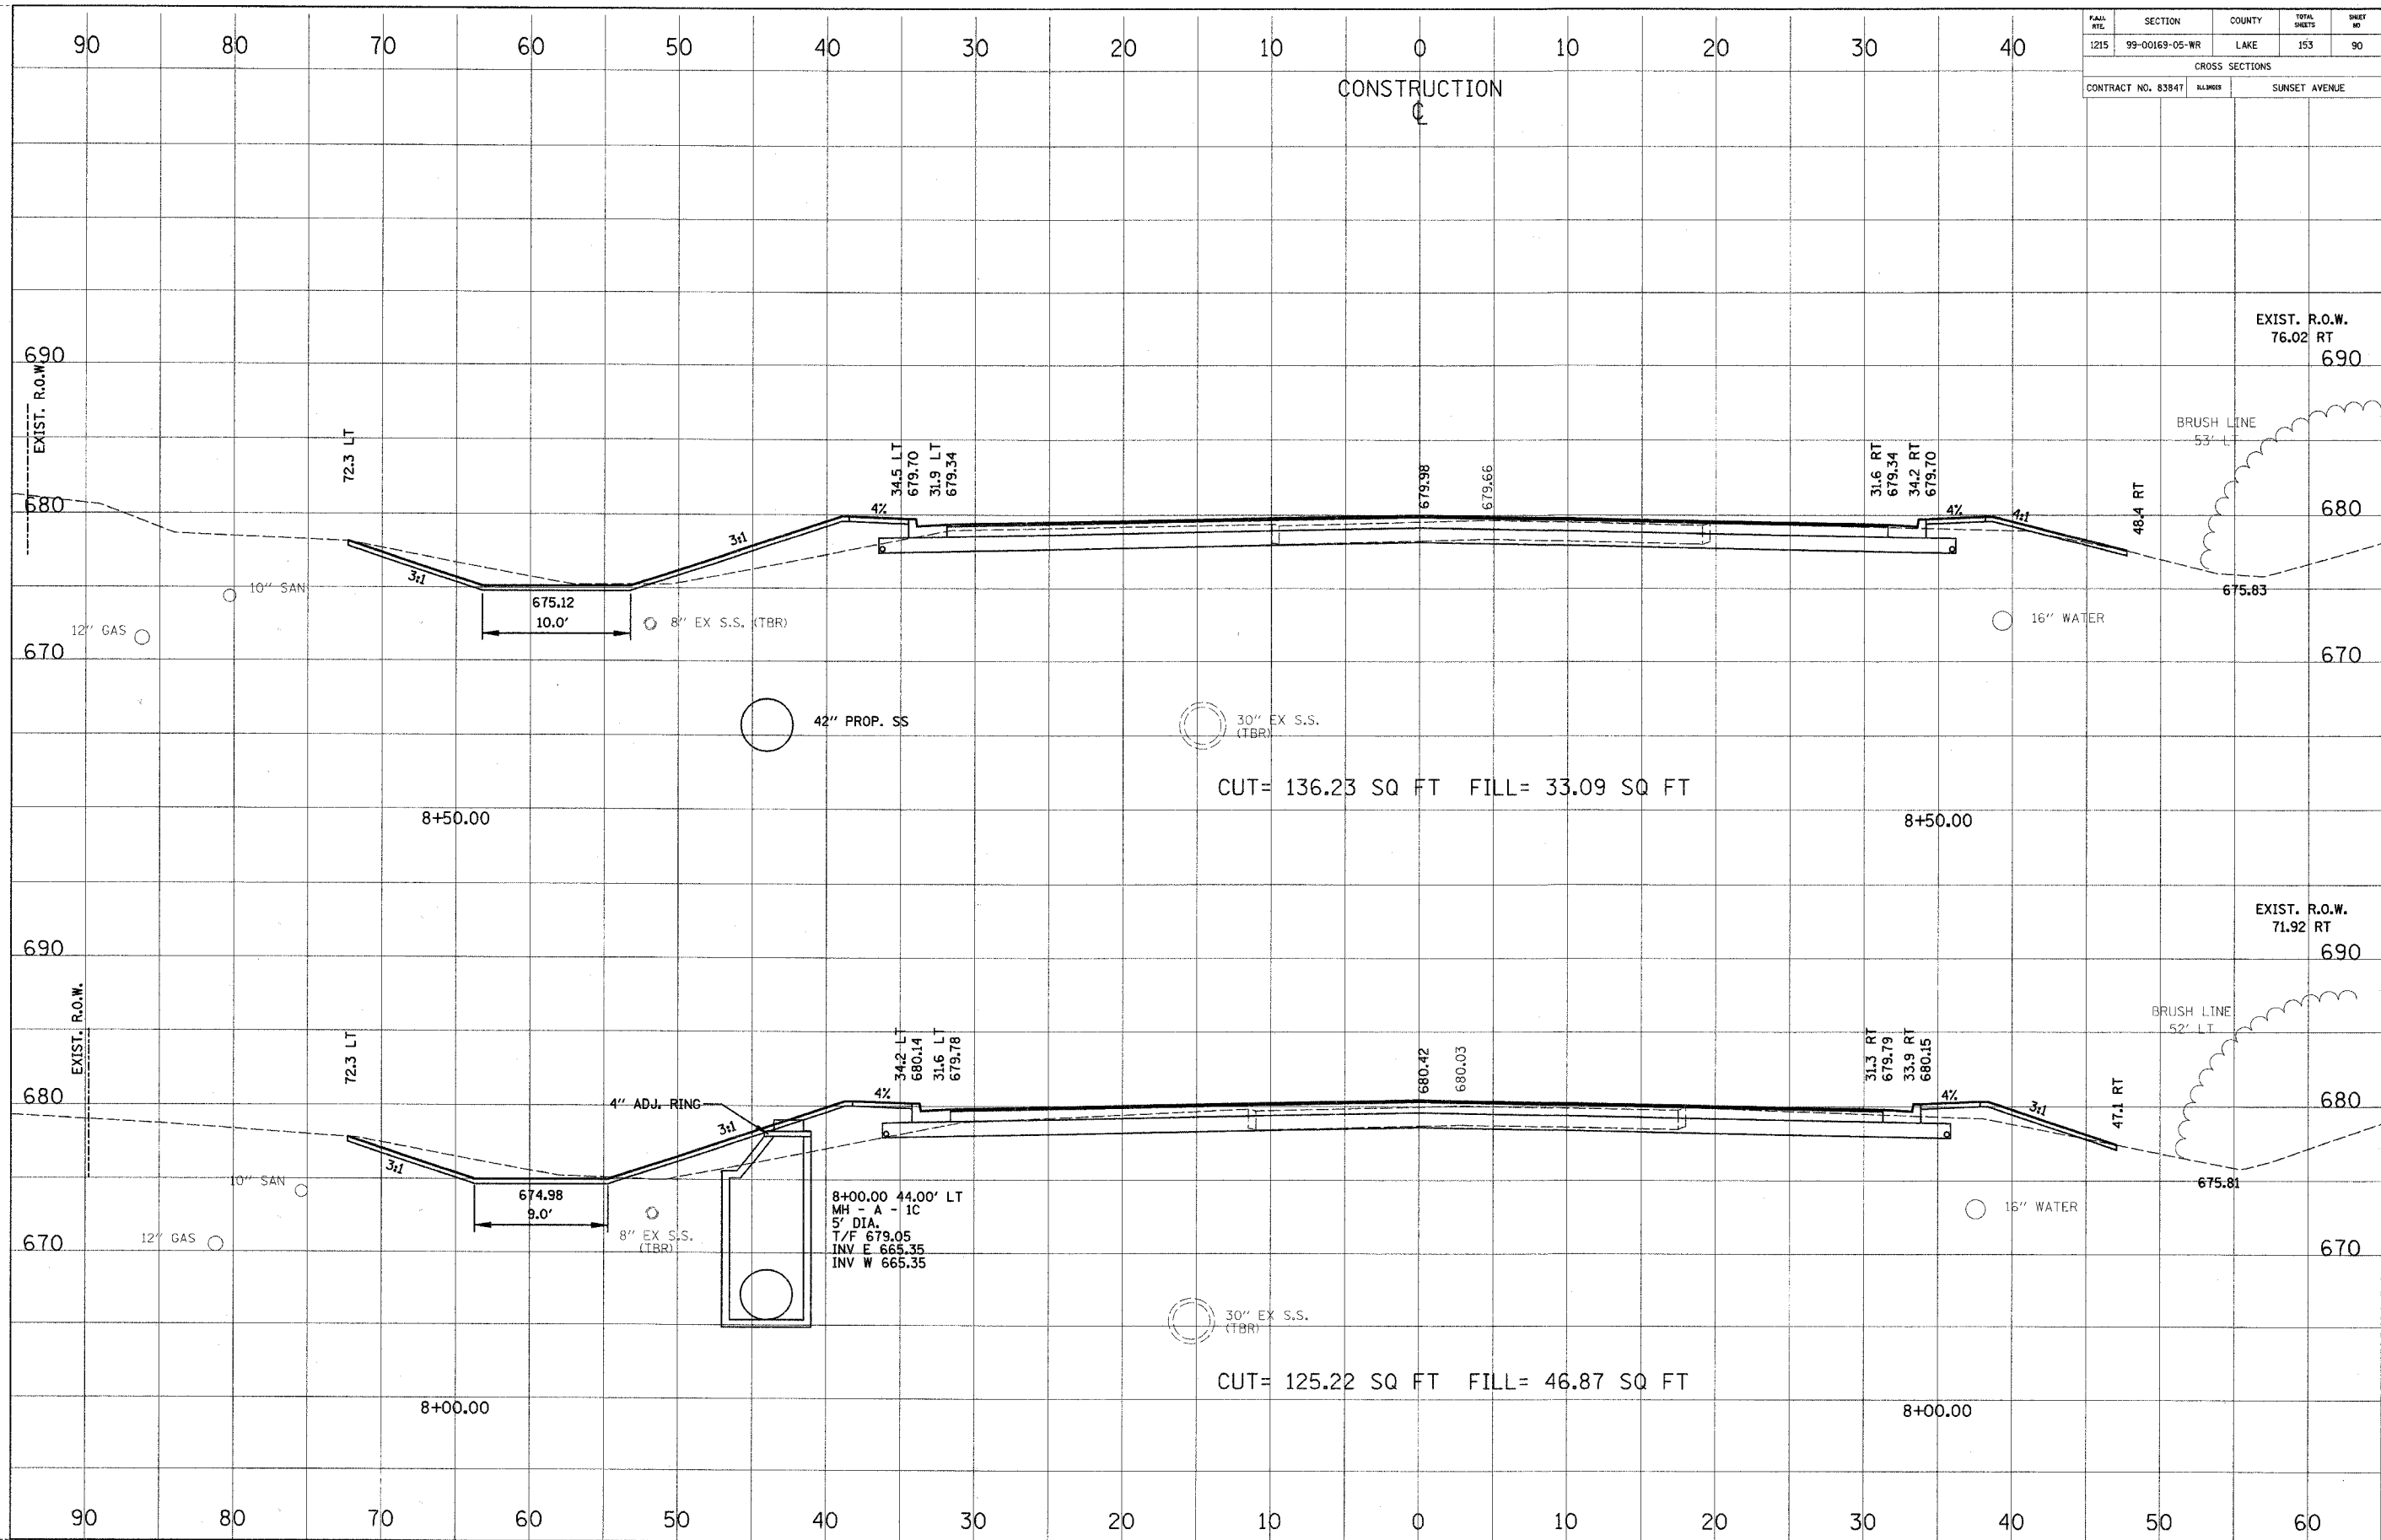 F.A.U. RTE. SECTION COUNTY TOTAL SHEETS SHEET NO
1215 99-00169-05-WR LAKE 153 90
CROSS SECTIONS
CONTRACT NO. 83847 ILLINOIS SUNSET AVENUE
90 80 70 60 50 40 30 20 10 0 10 20 30 40
CONSTRUCTION
℄
EXIST. R.O.W.
76.02 RT
690 690
EXIST. R.O.W.
BRUSH LINE
53' LT
72.3 LT
34.5 LT
679.70
31.9 LT
679.34
679.98
679.66
31.6 RT
679.34
34.2 RT
679.70
48.4 RT
680 680
4% 4% 4:1
3:1
3:1
10" SAN
675.12
10.0'
675.83
12" GAS
8" EX S.S. (TBR)
16" WATER
670 670
42" PROP. SS
30" EX S.S.
(TBR)
CUT= 136.23 SQ FT FILL= 33.09 SQ FT
8+50.00 8+50.00
EXIST. R.O.W.
71.92 RT
690 690
EXIST. R.O.W.
BRUSH LINE
52' LT
72.3 LT
34.2 LT
680.14
31.6 LT
679.78
680.42
680.03
31.3 RT
679.79
33.9 RT
680.15
47.1 RT
680 680
4" ADJ. RING
4% 4% 3:1
3:1
3:1
10" SAN
674.98
9.0'
675.81
8+00.00 44.00' LT
MH - A - 1C
5' DIA.
T/F 679.05
INV E 665.35
INV W 665.35
12" GAS
8" EX S.S.
(TBR)
16" WATER
670 670
30" EX S.S.
(TBR)
CUT= 125.22 SQ FT FILL= 46.87 SQ FT
8+00.00 8+00.00
90 80 70 60 50 40 30 20 10 0 10 20 30 40 50 60